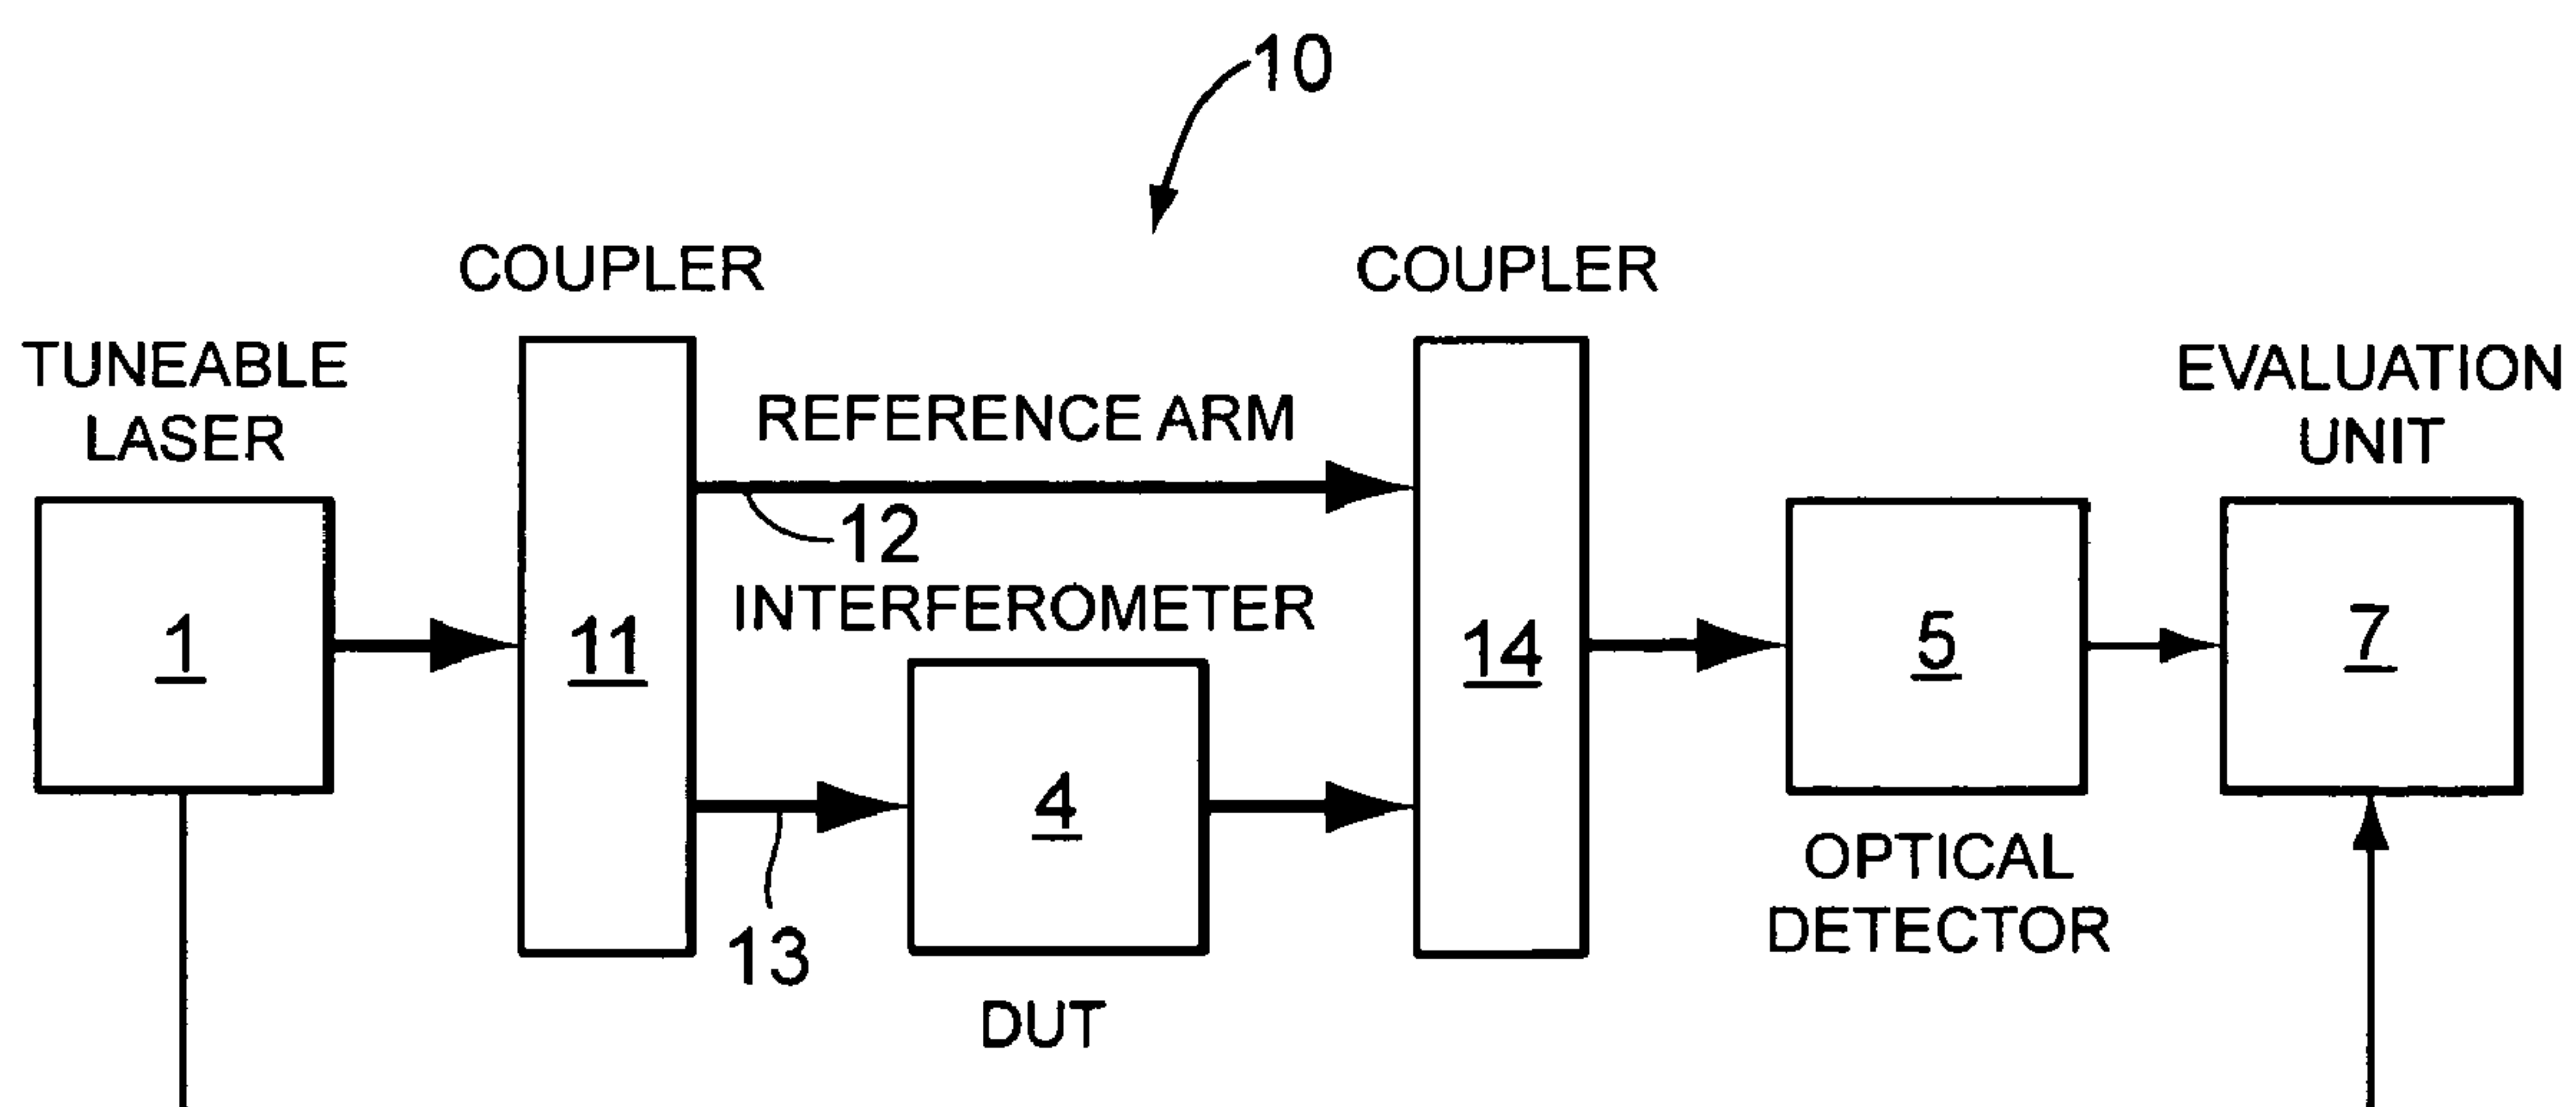 10
COUPLER
COUPLER
TUNEABLE
LASER
REFERENCE ARM
EVALUATION
UNIT
12
INTERFEROMETER
1
11
14
5
7
4
13
OPTICAL
DETECTOR
DUT